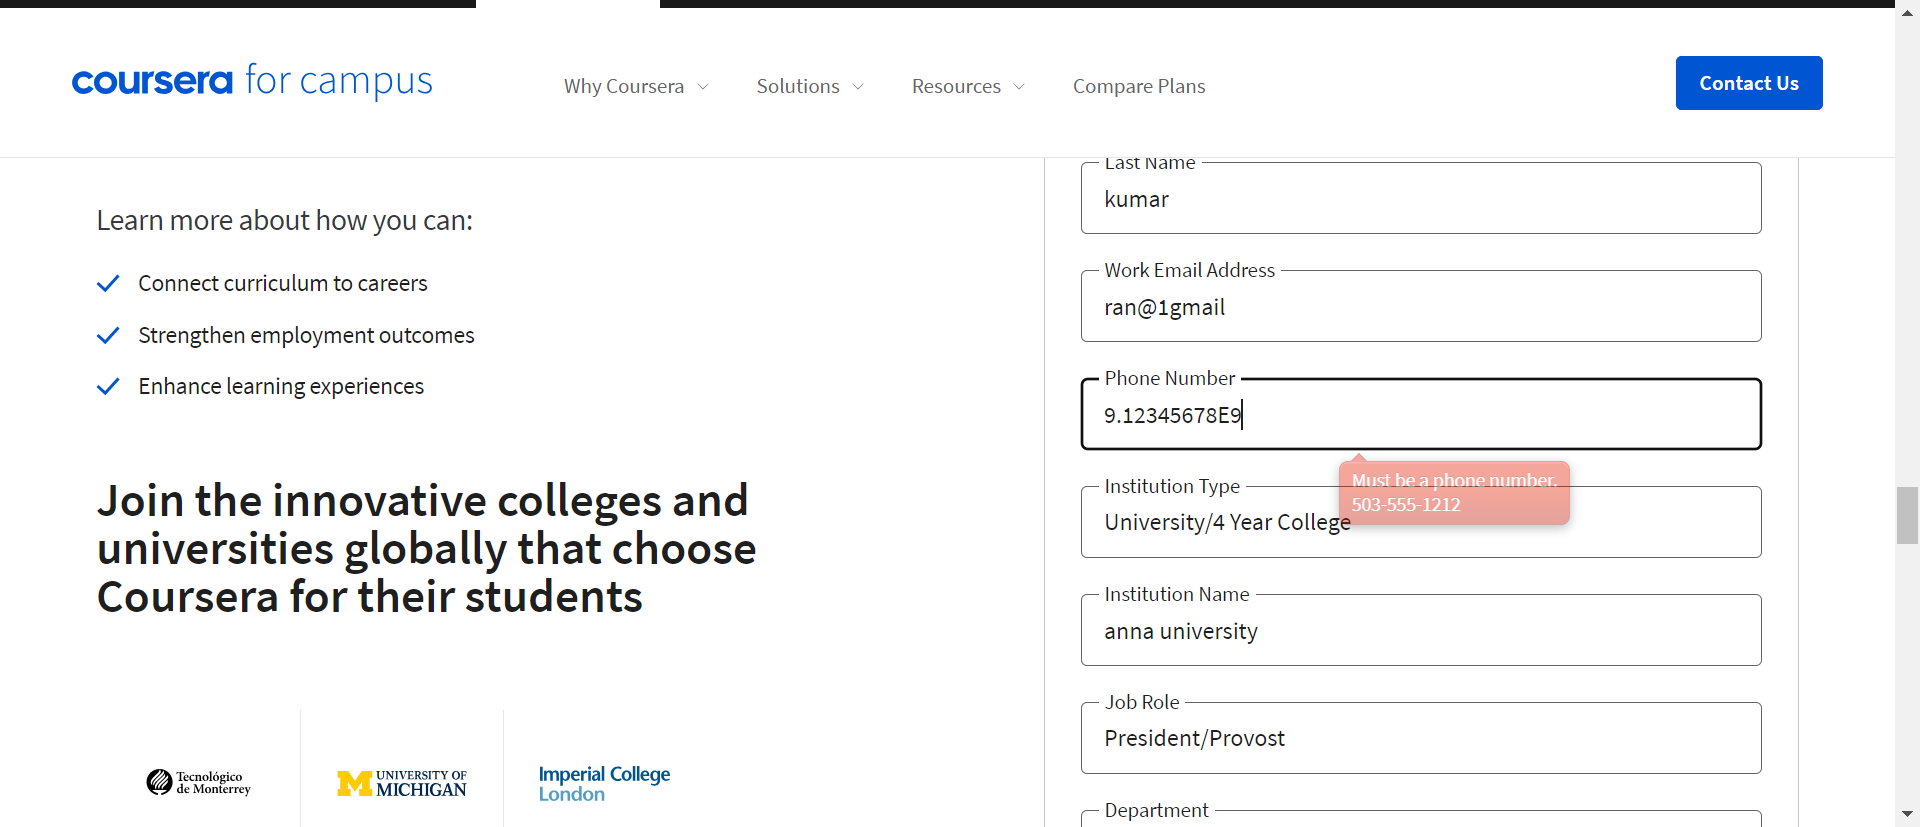 coursera for campus
Why Coursera
Solutions
Resources
Compare Plans
Contact Us
Learn more about how you can:
Connect curriculum to careers
Strengthen employment outcomes
Enhance learning experiences
Join the innovative colleges and
universities globally that choose
Coursera for their students
Tecnológico
de Monterrey
M UNIVERSITY OF
MICHIGAN
Imperial College
London
Last Name
kumar
Work Email Address
ran@1gmail
Phone Number
9.12345678E9
Must be a phone number.
503-555-1212
Institution Type
University/4 Year College
Institution Name
anna university
Job Role
President/Provost
Department